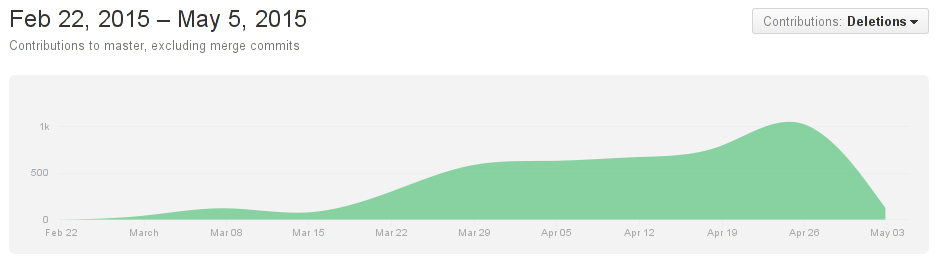 Feb 22, 2015 – May 5, 2015
Contributions: Deletions
Contributions to master, excluding merge commits
1k
500
0
Feb 22 March Mar 08 Mar 15 Mar 22 Mar 29 Apr 05 Apr 12 Apr 19 Apr 26 May 03